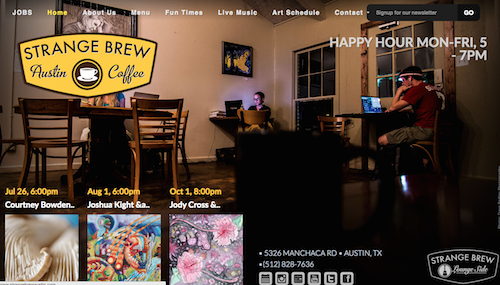 JOBS Home About Us Menu Fun Times Live Music Art Schedule Contact Signup for our newsletter GO
STRANGE BREW
Austin Coffee
HAPPY HOUR MON-FRI, 5
- 7PM
Jul 26, 6:00pm Aug 1, 6:00pm Oct 1, 8:00pm
Courtney Bowden.. Joshua Kight &a.. Jody Cross &..
• 5326 MANCHACA RD • AUSTIN, TX
•(512) 828-7636
STRANGE BREW
Lounge Side